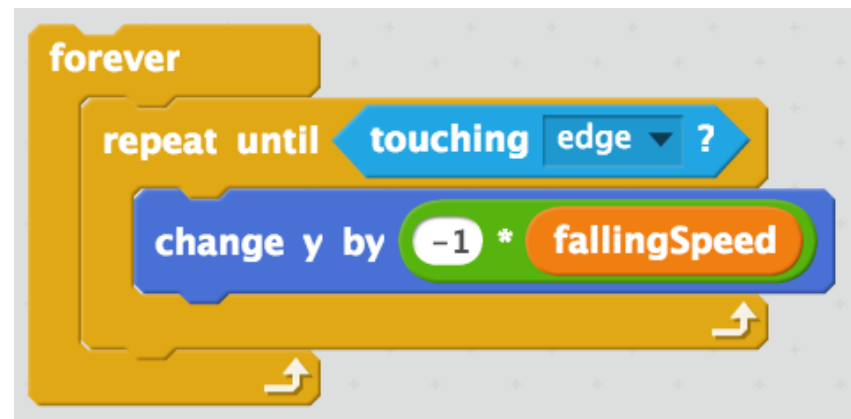 forever
repeat until touching edge ?
change y by -1 * fallingSpeed